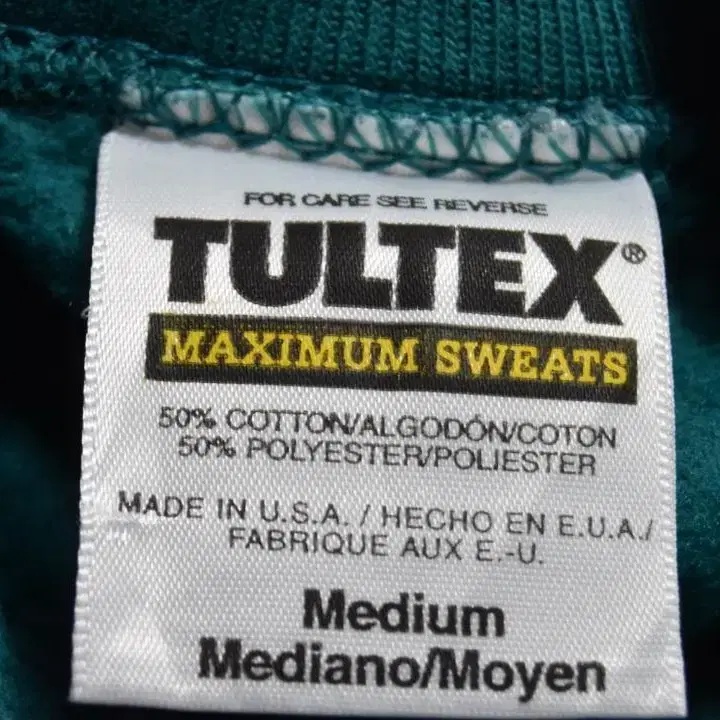 FOR CARE SEE REVERSE
TULTEX®
MAXIMUM SWEATS
50% COTTON/ALGODÓN/COTON
50% POLYESTER/POLIESTER
MADE IN U.S.A. / HECHO EN E.U.A./
FABRIQUE AUX E.-U.
Medium
Mediano/Moyen